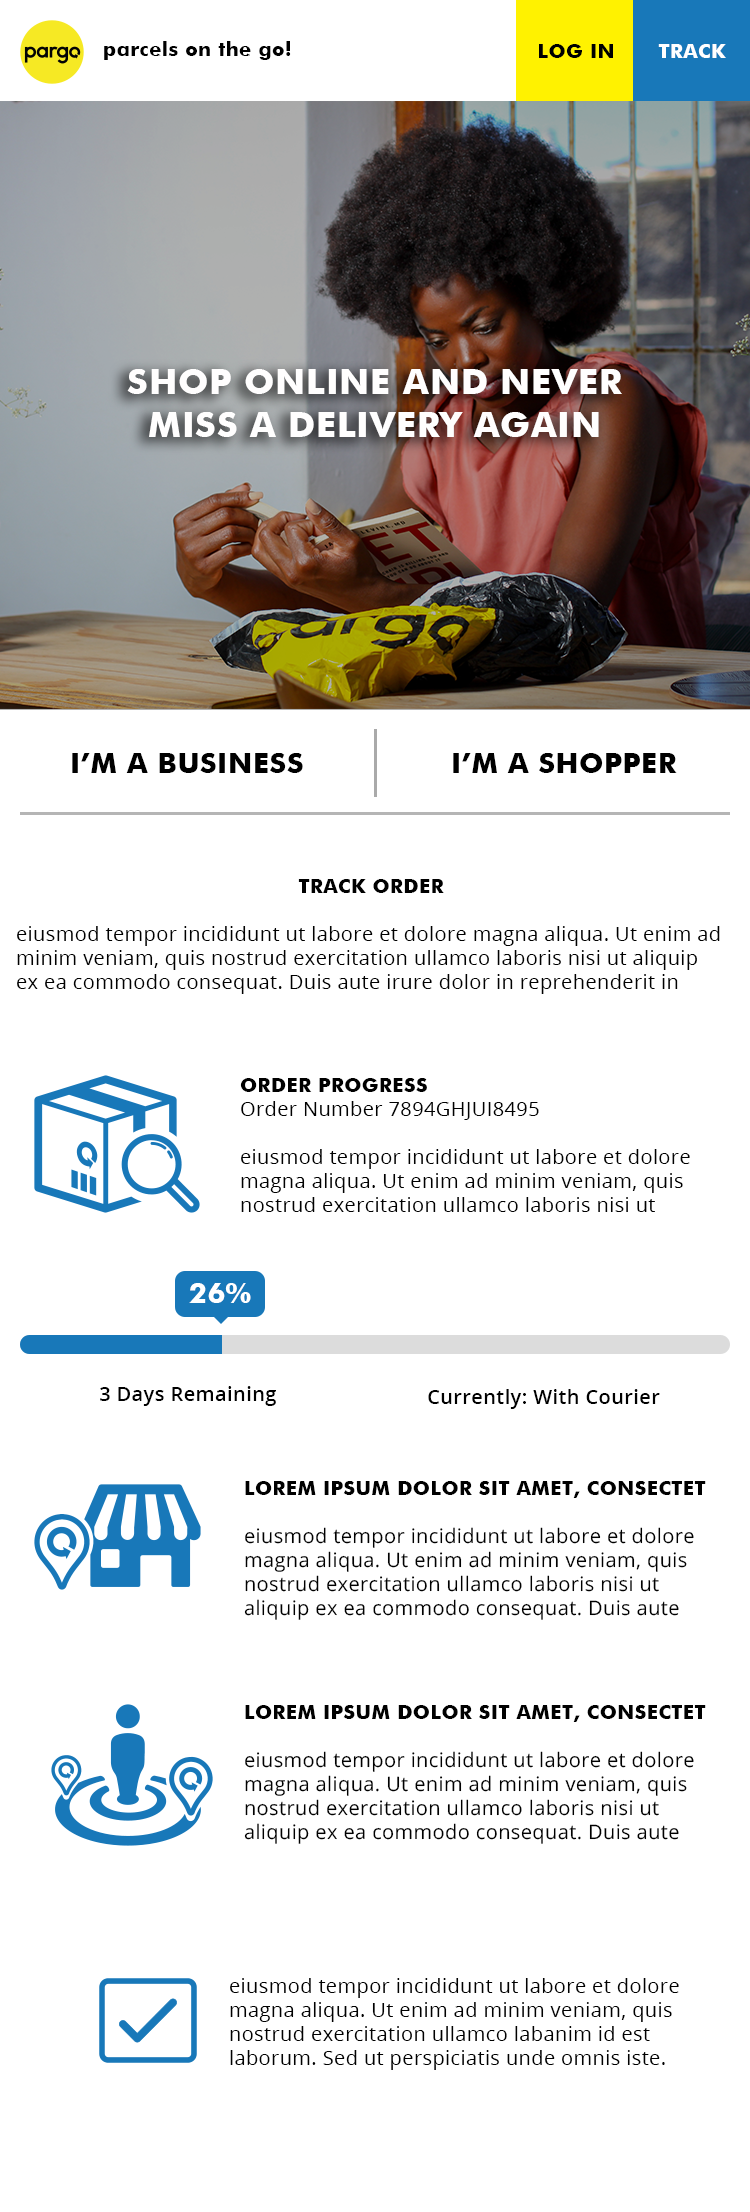 pargo
parcels on the go!
LOG IN
TRACK
SHOP ONLINE AND NEVER
MISS A DELIVERY AGAIN
LEVINE, MD
pargo
I'M A BUSINESS
I'M A SHOPPER
TRACK ORDER
eiusmod tempor incididunt ut labore et dolore magna aliqua. Ut enim ad
minim veniam, quis nostrud exercitation ullamco laboris nisi ut aliquip
ex ea commodo consequat. Duis aute irure dolor in reprehenderit in
ORDER PROGRESS
Order Number 7894GHJUI8495
eiusmod tempor incididunt ut labore et dolore
magna aliqua. Ut enim ad minim veniam, quis
nostrud exercitation ullamco laboris nisi ut
26%
3 Days Remaining
Currently: With Courier
LOREM IPSUM DOLOR SIT AMET, CONSECTET
eiusmod tempor incididunt ut labore et dolore
magna aliqua. Ut enim ad minim veniam, quis
nostrud exercitation ullamco laboris nisi ut
aliquip ex ea commodo consequat. Duis aute
LOREM IPSUM DOLOR SIT AMET, CONSECTET
eiusmod tempor incididunt ut labore et dolore
magna aliqua. Ut enim ad minim veniam, quis
nostrud exercitation ullamco laboris nisi ut
aliquip ex ea commodo consequat. Duis aute
eiusmod tempor incididunt ut labore et dolore
magna aliqua. Ut enim ad minim veniam, quis
nostrud exercitation ullamco labanim id est
laborum. Sed ut perspiciatis unde omnis iste.